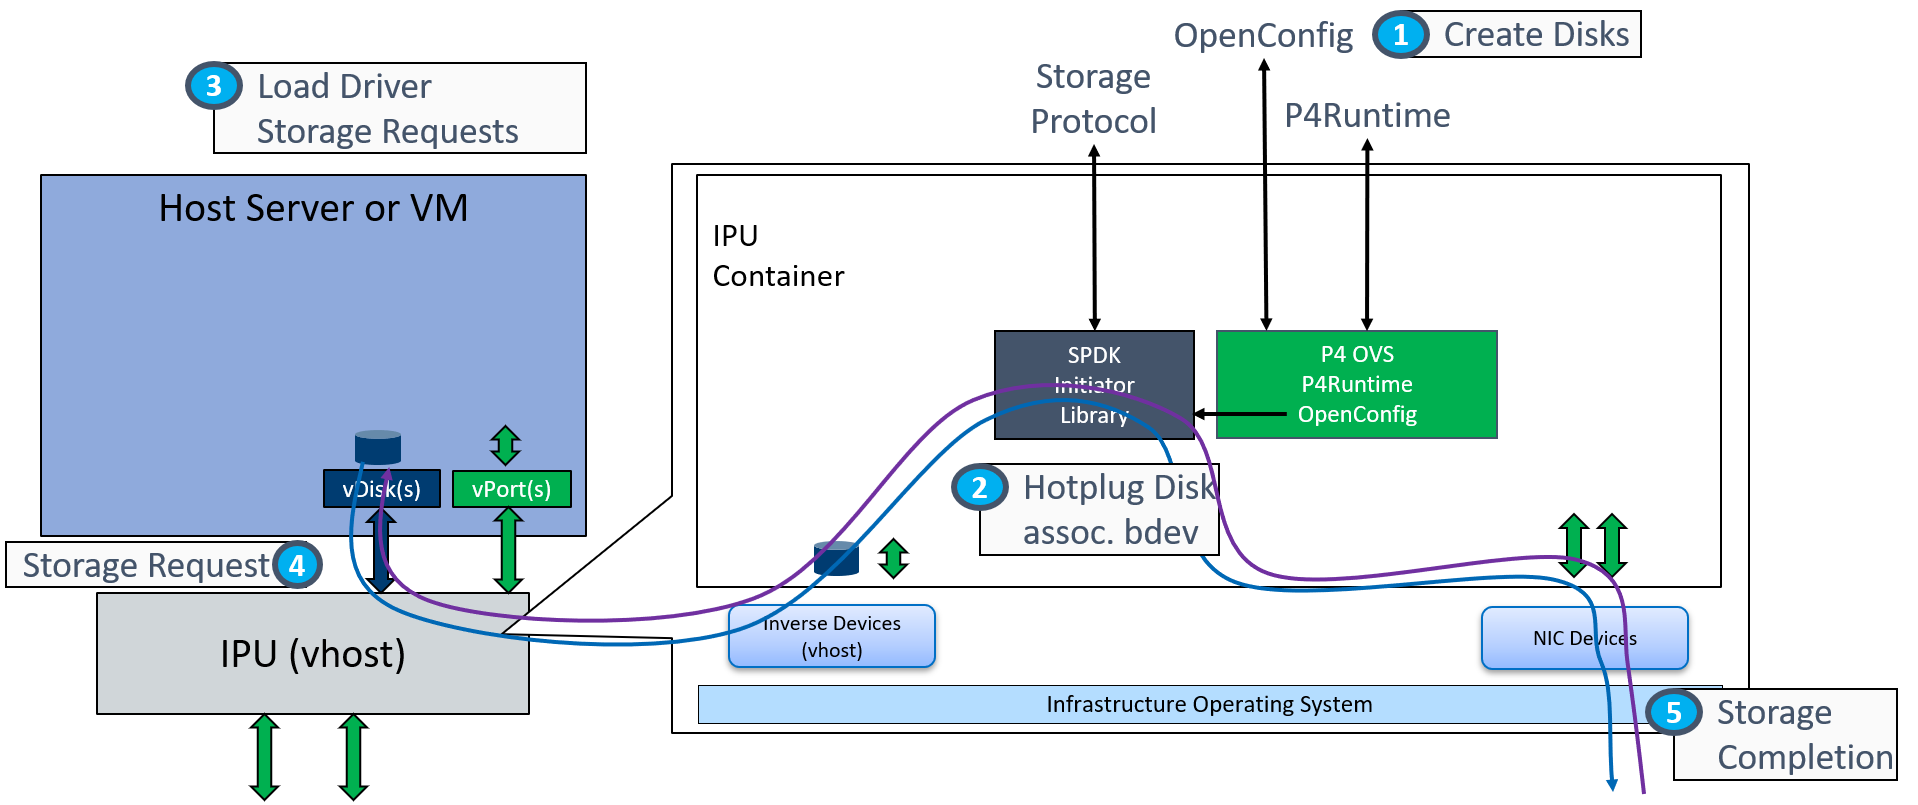 OpenConfig
1
Create Disks
Storage
Protocol
P4Runtime
3
Load Driver
Storage Requests
Host Server or VM
IPU
Container
SPDK
Initiator
Library
P4 OVS
P4Runtime
OpenConfig
vDisk(s)
vPort(s)
2
Hotplug Disk
assoc. bdev
Storage Request
4
IPU (vhost)
Inverse Devices
(vhost)
NIC Devices
Infrastructure Operating System
5
Storage
Completion